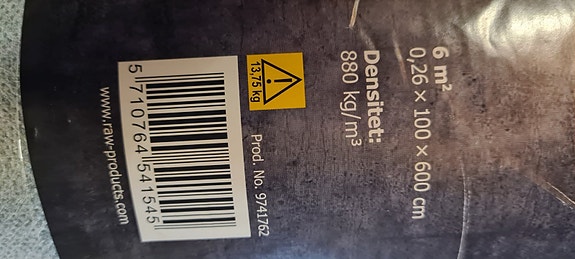 6 m²
0,26 × 100 × 600 cm
Densitet:
880 kg/m³
13,75 kg
Prod. No. 9741762
5 710764 541545
www.raw-products.com